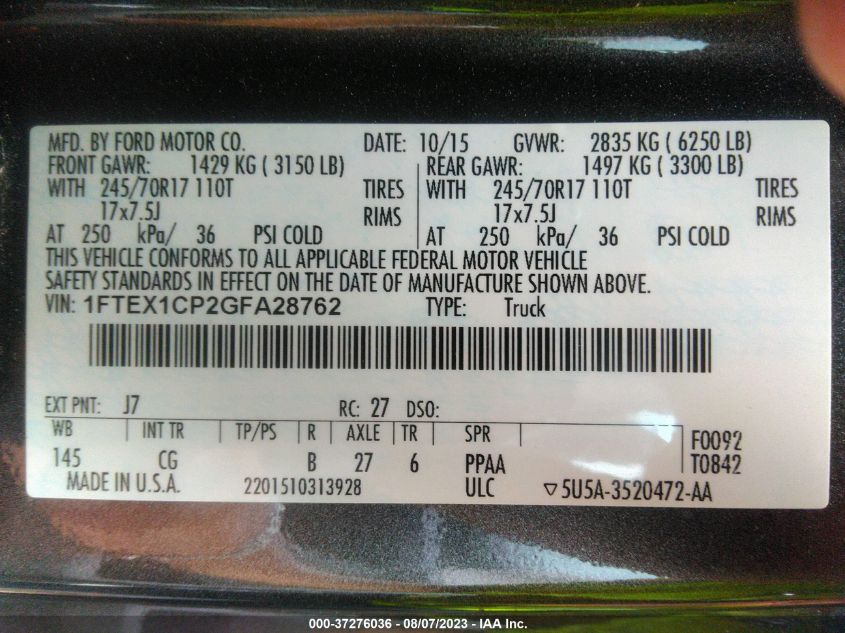 MFD. BY FORD MOTOR CO. DATE: 10/15 GVWR: 2835 KG ( 6250 LB)
FRONT GAWR: 1429 KG ( 3150 LB) REAR GAWR: 1497 KG ( 3300 LB)
WITH 245/70R17 110T TIRES WITH 245/70R17 110T TIRES
17x7.5J RIMS 17x7.5J RIMS
AT 250 kPa/ 36 PSI COLD AT 250 kPa/ 36 PSI COLD
THIS VEHICLE CONFORMS TO ALL APPLICABLE FEDERAL MOTOR VEHICLE
SAFETY STANDARDS IN EFFECT ON THE DATE OF MANUFACTURE SHOWN ABOVE.
VIN: 1FTEX1CP2GFA28762 TYPE: Truck
EXT PNT: J7 RC: 27 DSO:
WB INT TR TP/PS R AXLE TR SPR F0092
145 CG B 27 6 PPAA T0842
MADE IN U.S.A. 2201510313928 ULC ▽5U5A-3520472-AA
000-37276036 - 08/07/2023 - IAA Inc.